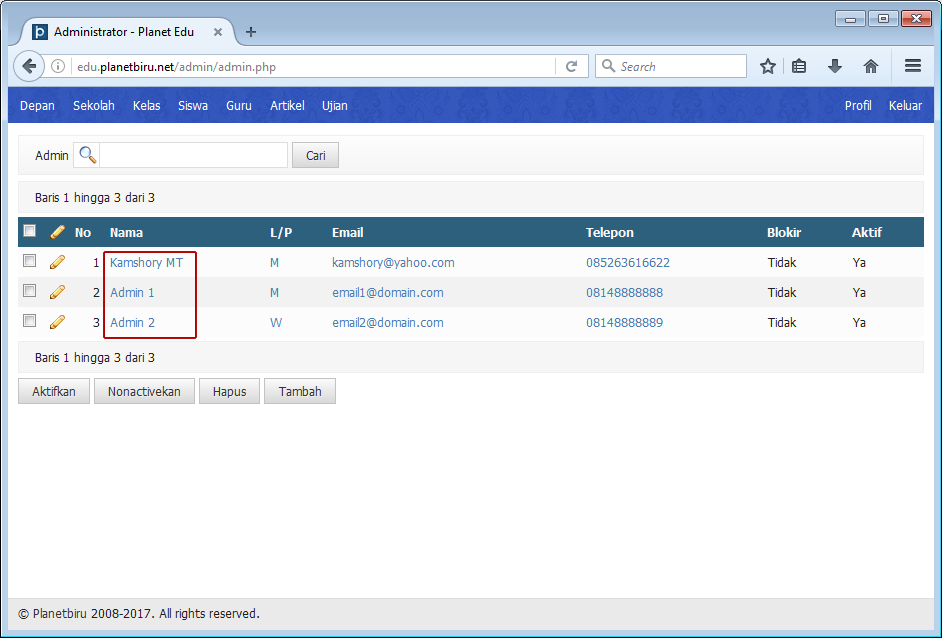 Administrator - Planet Edu
edu.planetbiru.net/admin/admin.php
Search
Depan Sekolah Kelas Siswa Guru Artikel Ujian Profil Keluar
Admin Cari
Baris 1 hingga 3 dari 3
No Nama L/P Email Telepon Blokir Aktif
1 Kamshory MT M kamshory@yahoo.com 085263616622 Tidak Ya
2 Admin 1 M email1@domain.com 08148888888 Tidak Ya
3 Admin 2 W email2@domain.com 08148888889 Tidak Ya
Baris 1 hingga 3 dari 3
Aktifkan Nonactivekan Hapus Tambah
© Planetbiru 2008-2017. All rights reserved.